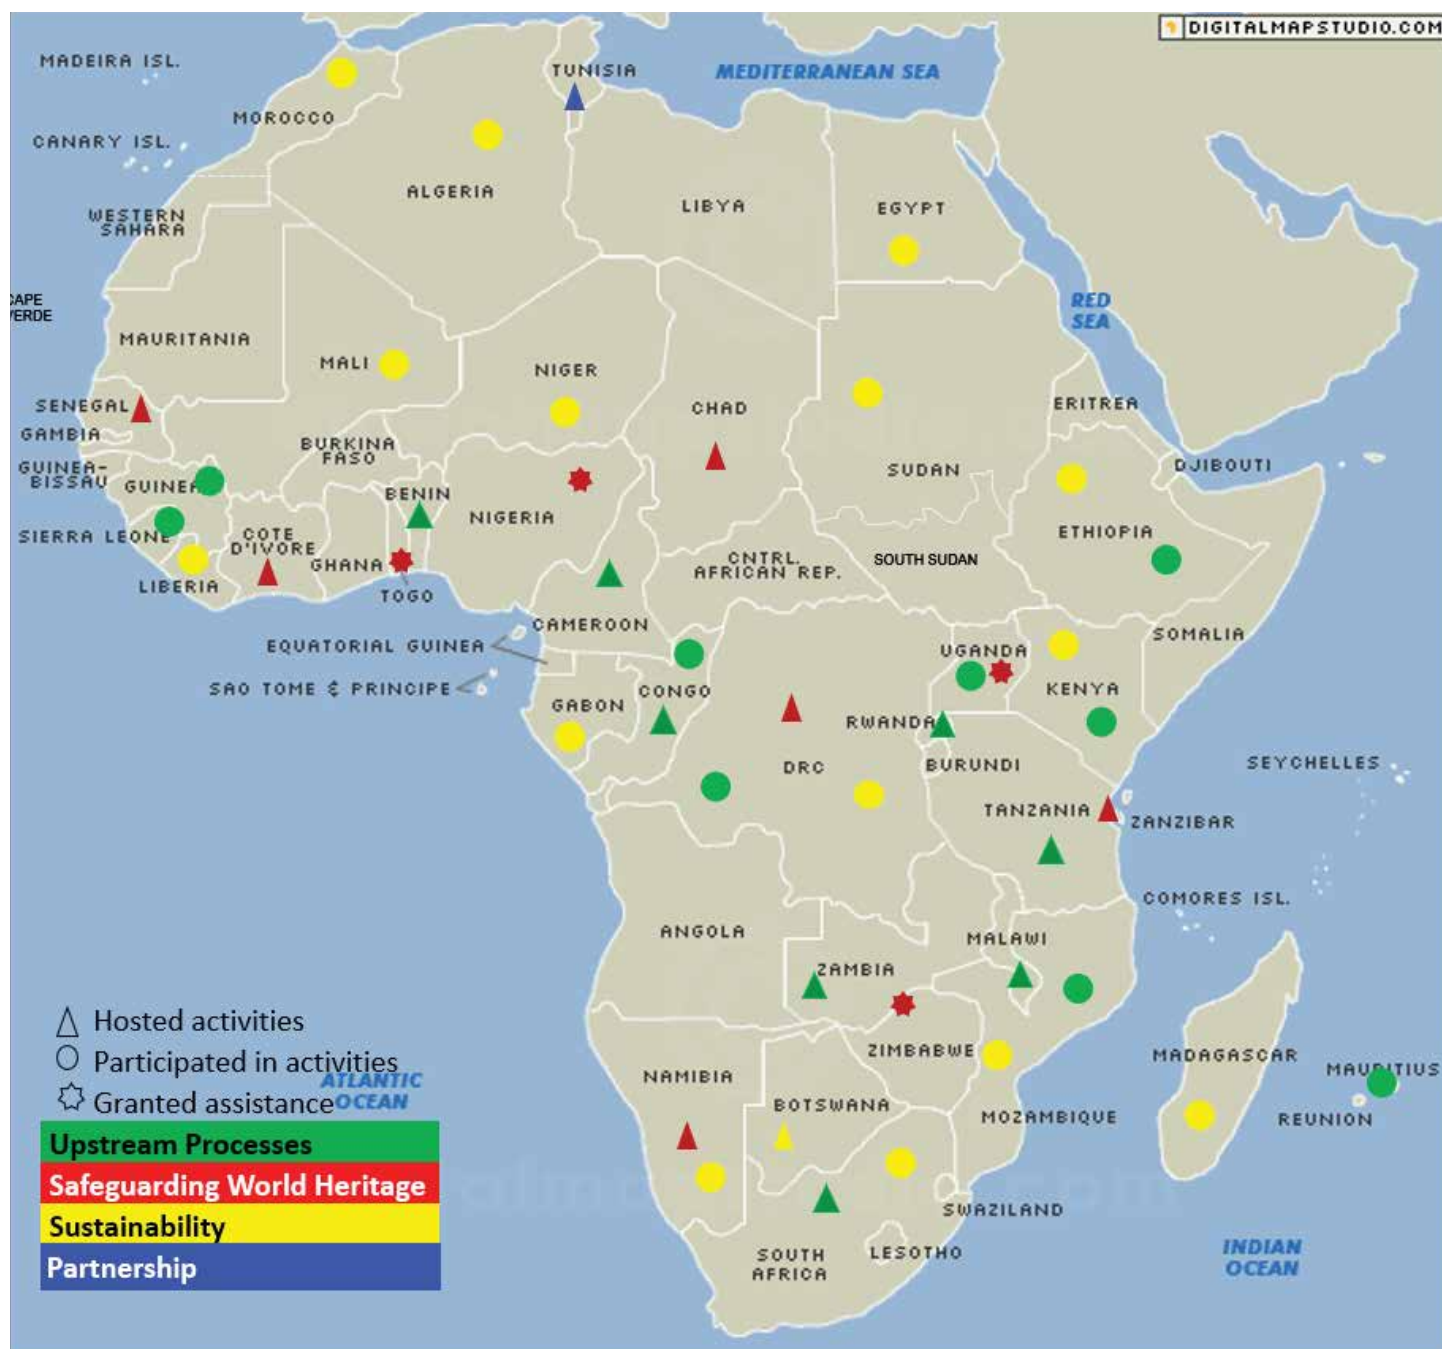 DIGITALMAPSTUDIO.COM
MADEIRA ISL.
TUNISIA
MEDITERRANEAN SEA
MOROCCO
CANARY ISL.
ALGERIA
LIBYA
EGYPT
WESTERN
SAHARA
CAPE
VERDE
RED
SEA
MAURITANIA
MALI
NIGER
CHAD
ERITREA
SENEGAL
GAMBIA
BURKINA
FASO
SUDAN
DJIBOUTI
GUINEA-
BISSAU
GUINEA
BENIN
NIGERIA
ETHIOPIA
SIERRA LEONE
COTE
D'IVORE
GHANA
CNTRL.
AFRICAN REP.
SOUTH SUDAN
LIBERIA
TOGO
CAMEROON
SOMALIA
EQUATORIAL GUINEA
UGANDA
SAO TOME & PRINCIPE
CONGO
KENYA
GABON
RWANDA
DRC
BURUNDI
SEYCHELLES
TANZANIA
ZANZIBAR
COMORES ISL.
ANGOLA
MALAWI
ZAMBIA
Hosted activities
Participated in activities
Granted assistance
ATLANTIC
OCEAN
ZIMBABWE
MADAGASCAR
MAURITIUS
NAMIBIA
BOTSWANA
MOZAMBIQUE
REUNION
Upstream Processes
Safeguarding World Heritage
Sustainability
Partnership
SWAZILAND
SOUTH
AFRICA
LESOTHO
INDIAN
OCEAN